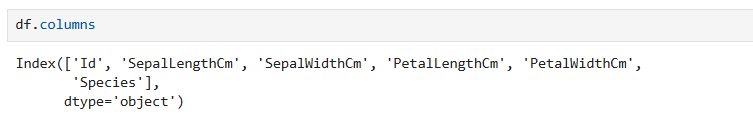 df.columns
Index(['Id', 'SepalLengthCm', 'SepalWidthCm', 'PetalLengthCm', 'PetalWidthCm',
'Species'],
dtype='object')